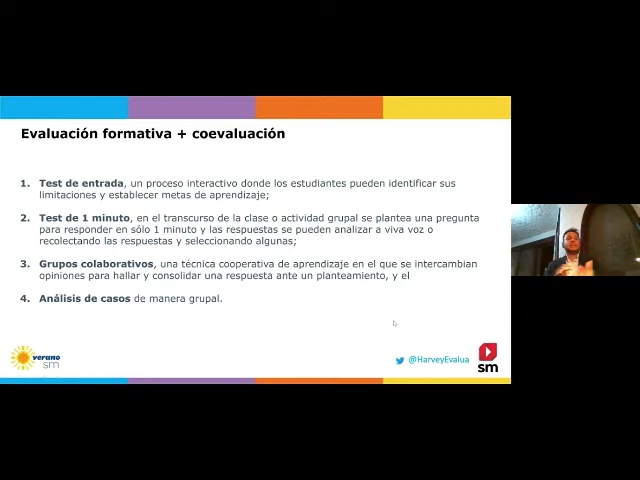 Evaluación formativa + coevaluación
1. Test de entrada, un proceso interactivo donde los estudiantes pueden identificar sus
limitaciones y establecer metas de aprendizaje;
2. Test de 1 minuto, en el transcurso de la clase o actividad grupal se plantea una pregunta
para responder en sólo 1 minuto y las respuestas se pueden analizar a viva voz o
recolectando las respuestas y seleccionando algunas;
3. Grupos colaborativos, una técnica cooperativa de aprendizaje en el que se intercambian
opiniones para hallar y consolidar una respuesta ante un planteamiento, y el
4. Análisis de casos de manera grupal.
verano
sm
@HarveyEvalua
sm